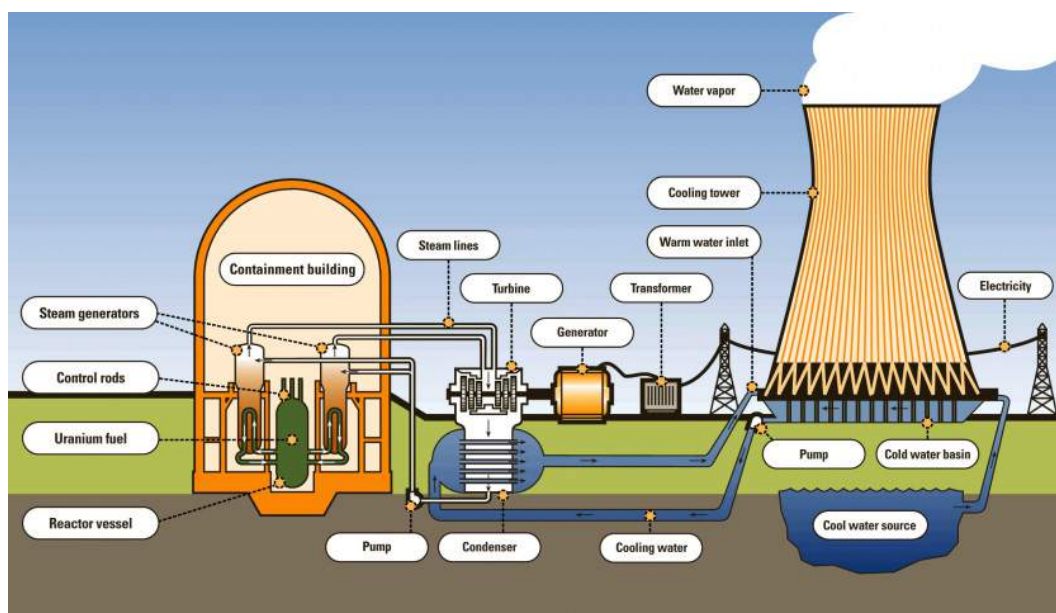 Water vapor
Cooling tower
Steam lines
Warm water inlet
Containment building
Turbine
Transformer
Electricity
Steam generators
Generator
Control rods
Uranium fuel
Pump
Cold water basin
Reactor vessel
Cool water source
Pump
Condenser
Cooling water